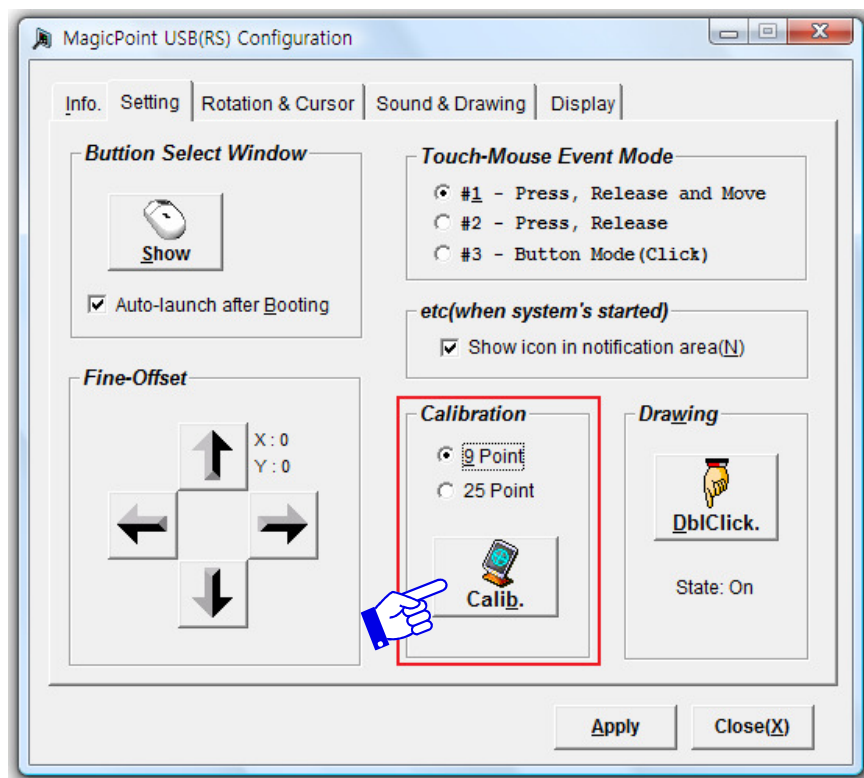 MagicPoint USB(RS) Configuration
Info. Setting Rotation & Cursor Sound & Drawing Display
Buttion Select Window
Show
Auto-launch after Booting
Touch-Mouse Event Mode
#1 - Press, Release and Move
#2 - Press, Release
#3 - Button Mode(Click)
etc(when system's started)
Show icon in notification area(N)
Fine-Offset
X : 0
Y : 0
Calibration
9 Point
25 Point
Calib.
Drawing
DblClick.
State: On
Apply Close(X)